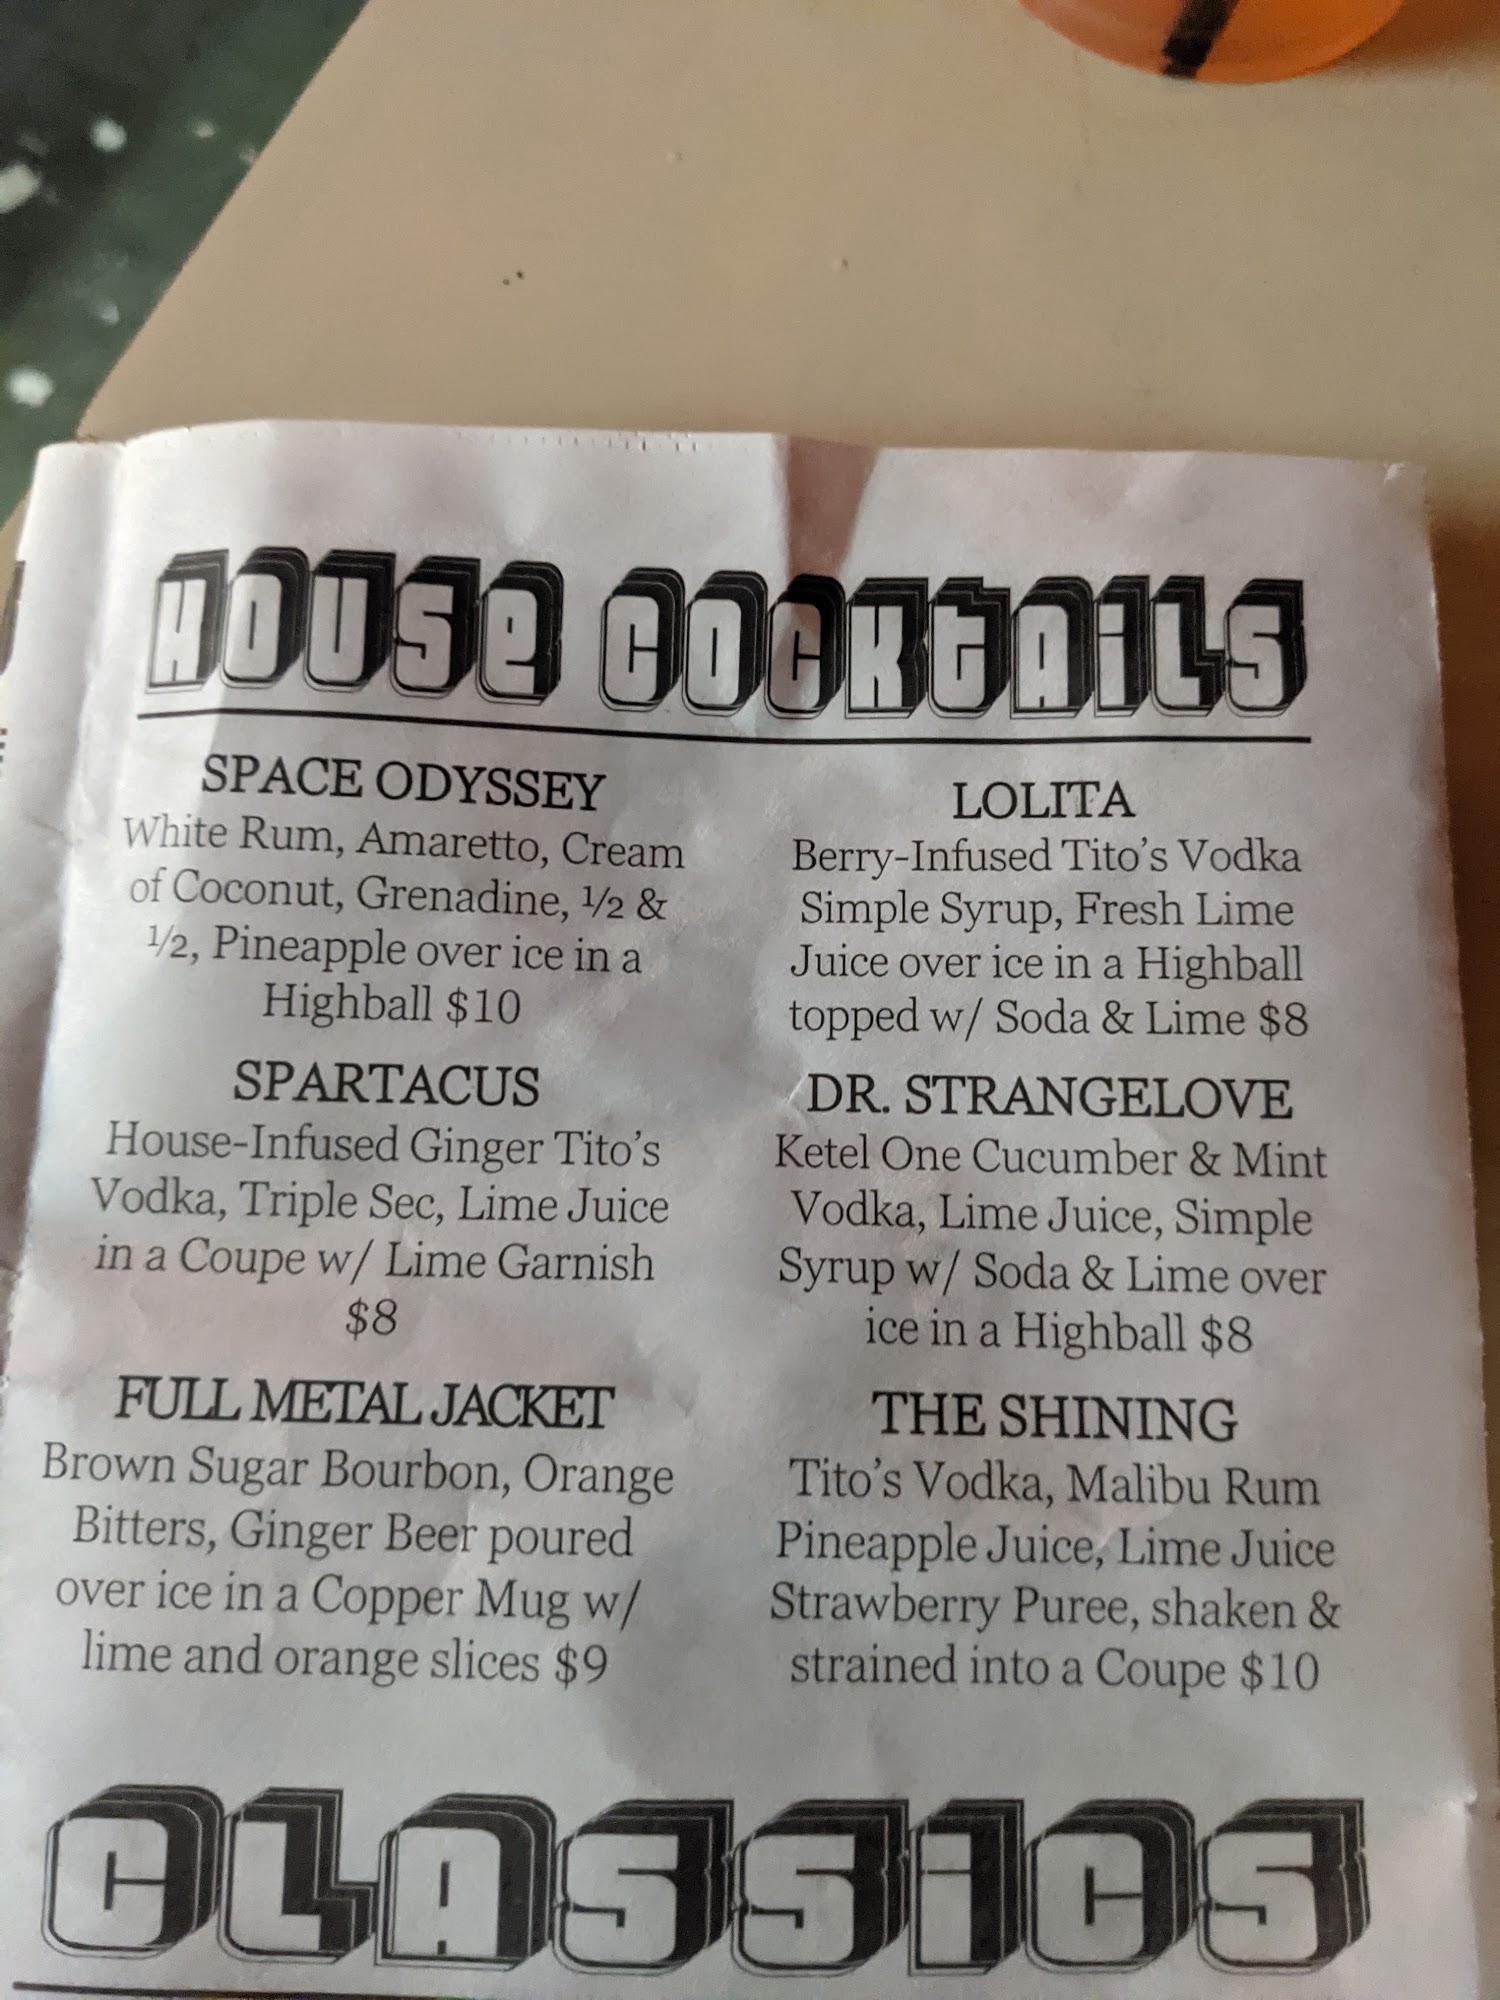 HOUSE COCKTAILS
SPACE ODYSSEY
White Rum, Amaretto, Cream
of Coconut, Grenadine, ½ &
½, Pineapple over ice in a
Highball $10
SPARTACUS
House-Infused Ginger Tito's
Vodka, Triple Sec, Lime Juice
in a Coupe w/ Lime Garnish
$8
FULL METAL JACKET
Brown Sugar Bourbon, Orange
Bitters, Ginger Beer poured
over ice in a Copper Mug w/
lime and orange slices $9
LOLITA
Berry-Infused Tito's Vodka
Simple Syrup, Fresh Lime
Juice over ice in a Highball
topped w/ Soda & Lime $8
DR. STRANGELOVE
Ketel One Cucumber & Mint
Vodka, Lime Juice, Simple
Syrup w/ Soda & Lime over
ice in a Highball $8
THE SHINING
Tito's Vodka, Malibu Rum
Pineapple Juice, Lime Juice
Strawberry Puree, shaken &
strained into a Coupe $10
CLASSICS